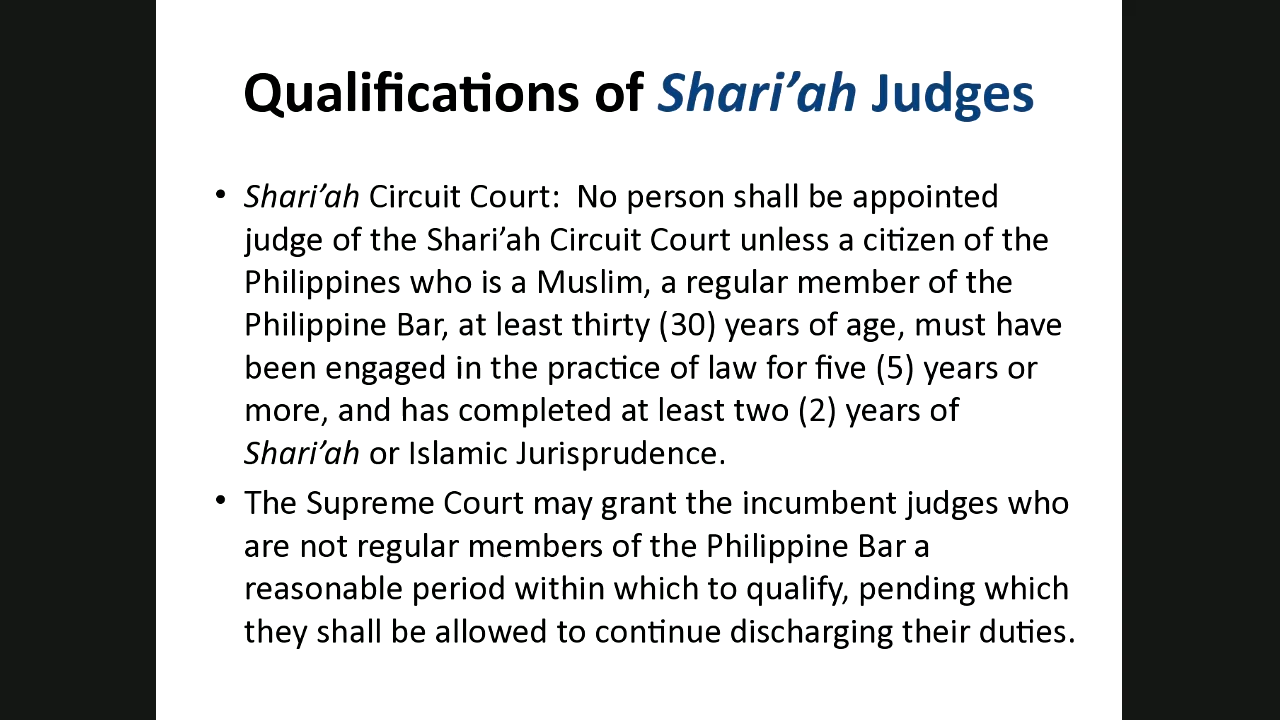 Qualifications of Shari’ah Judges
• Shari’ah Circuit Court:  No person shall be appointed
judge of the Shari’ah Circuit Court unless a citizen of the
Philippines who is a Muslim, a regular member of the
Philippine Bar, at least thirty (30) years of age, must have
been engaged in the practice of law for five (5) years or
more, and has completed at least two (2) years of
Shari’ah or Islamic Jurisprudence.
• The Supreme Court may grant the incumbent judges who
are not regular members of the Philippine Bar a
reasonable period within which to qualify, pending which
they shall be allowed to continue discharging their duties.